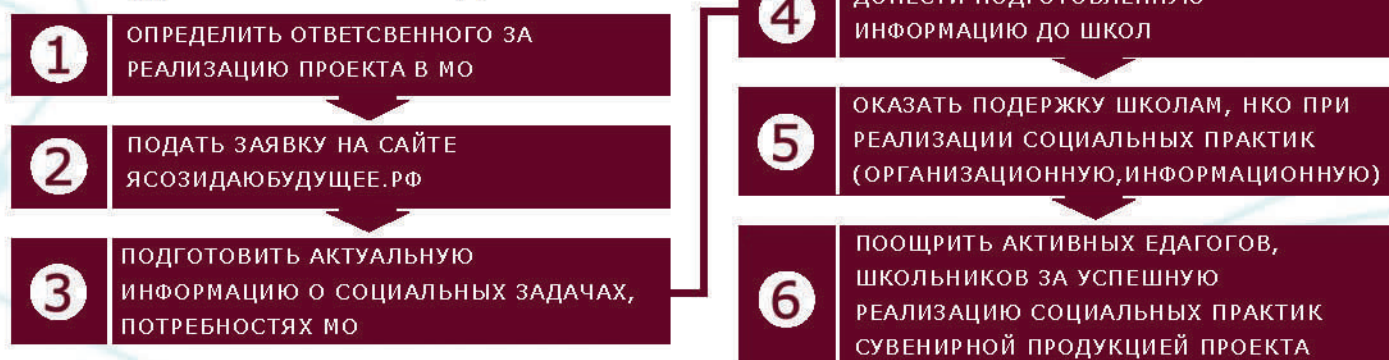 1
ОПРЕДЕЛИТЬ ОТВЕТСВЕННОГО ЗА
РЕАЛИЗАЦИЮ ПРОЕКТА В МО
2
ПОДАТЬ ЗАЯВКУ НА САЙТЕ
ЯСОЗИДАЮБУДУЩЕЕ.РФ
3
ПОДГОТОВИТЬ АКТУАЛЬНУЮ
ИНФОРМАЦИЮ О СОЦИАЛЬНЫХ ЗАДАЧАХ,
ПОТРЕБНОСТЯХ МО
4
ДОНЕСТИ ПОДГОТОВЛЕННУЮ
ИНФОРМАЦИЮ ДО ШКОЛ
5
ОКАЗАТЬ ПОДЕРЖКУ ШКОЛАМ, НКО ПРИ
РЕАЛИЗАЦИИ СОЦИАЛЬНЫХ ПРАКТИК
(ОРГАНИЗАЦИОННУЮ,ИНФОРМАЦИОННУЮ)
6
ПООЩРИТЬ АКТИВНЫХ ЕДАГОГОВ,
ШКОЛЬНИКОВ ЗА УСПЕШНУЮ
РЕАЛИЗАЦИЮ СОЦИАЛЬНЫХ ПРАКТИК
СУВЕНИРНОЙ ПРОДУКЦИЕЙ ПРОЕКТА